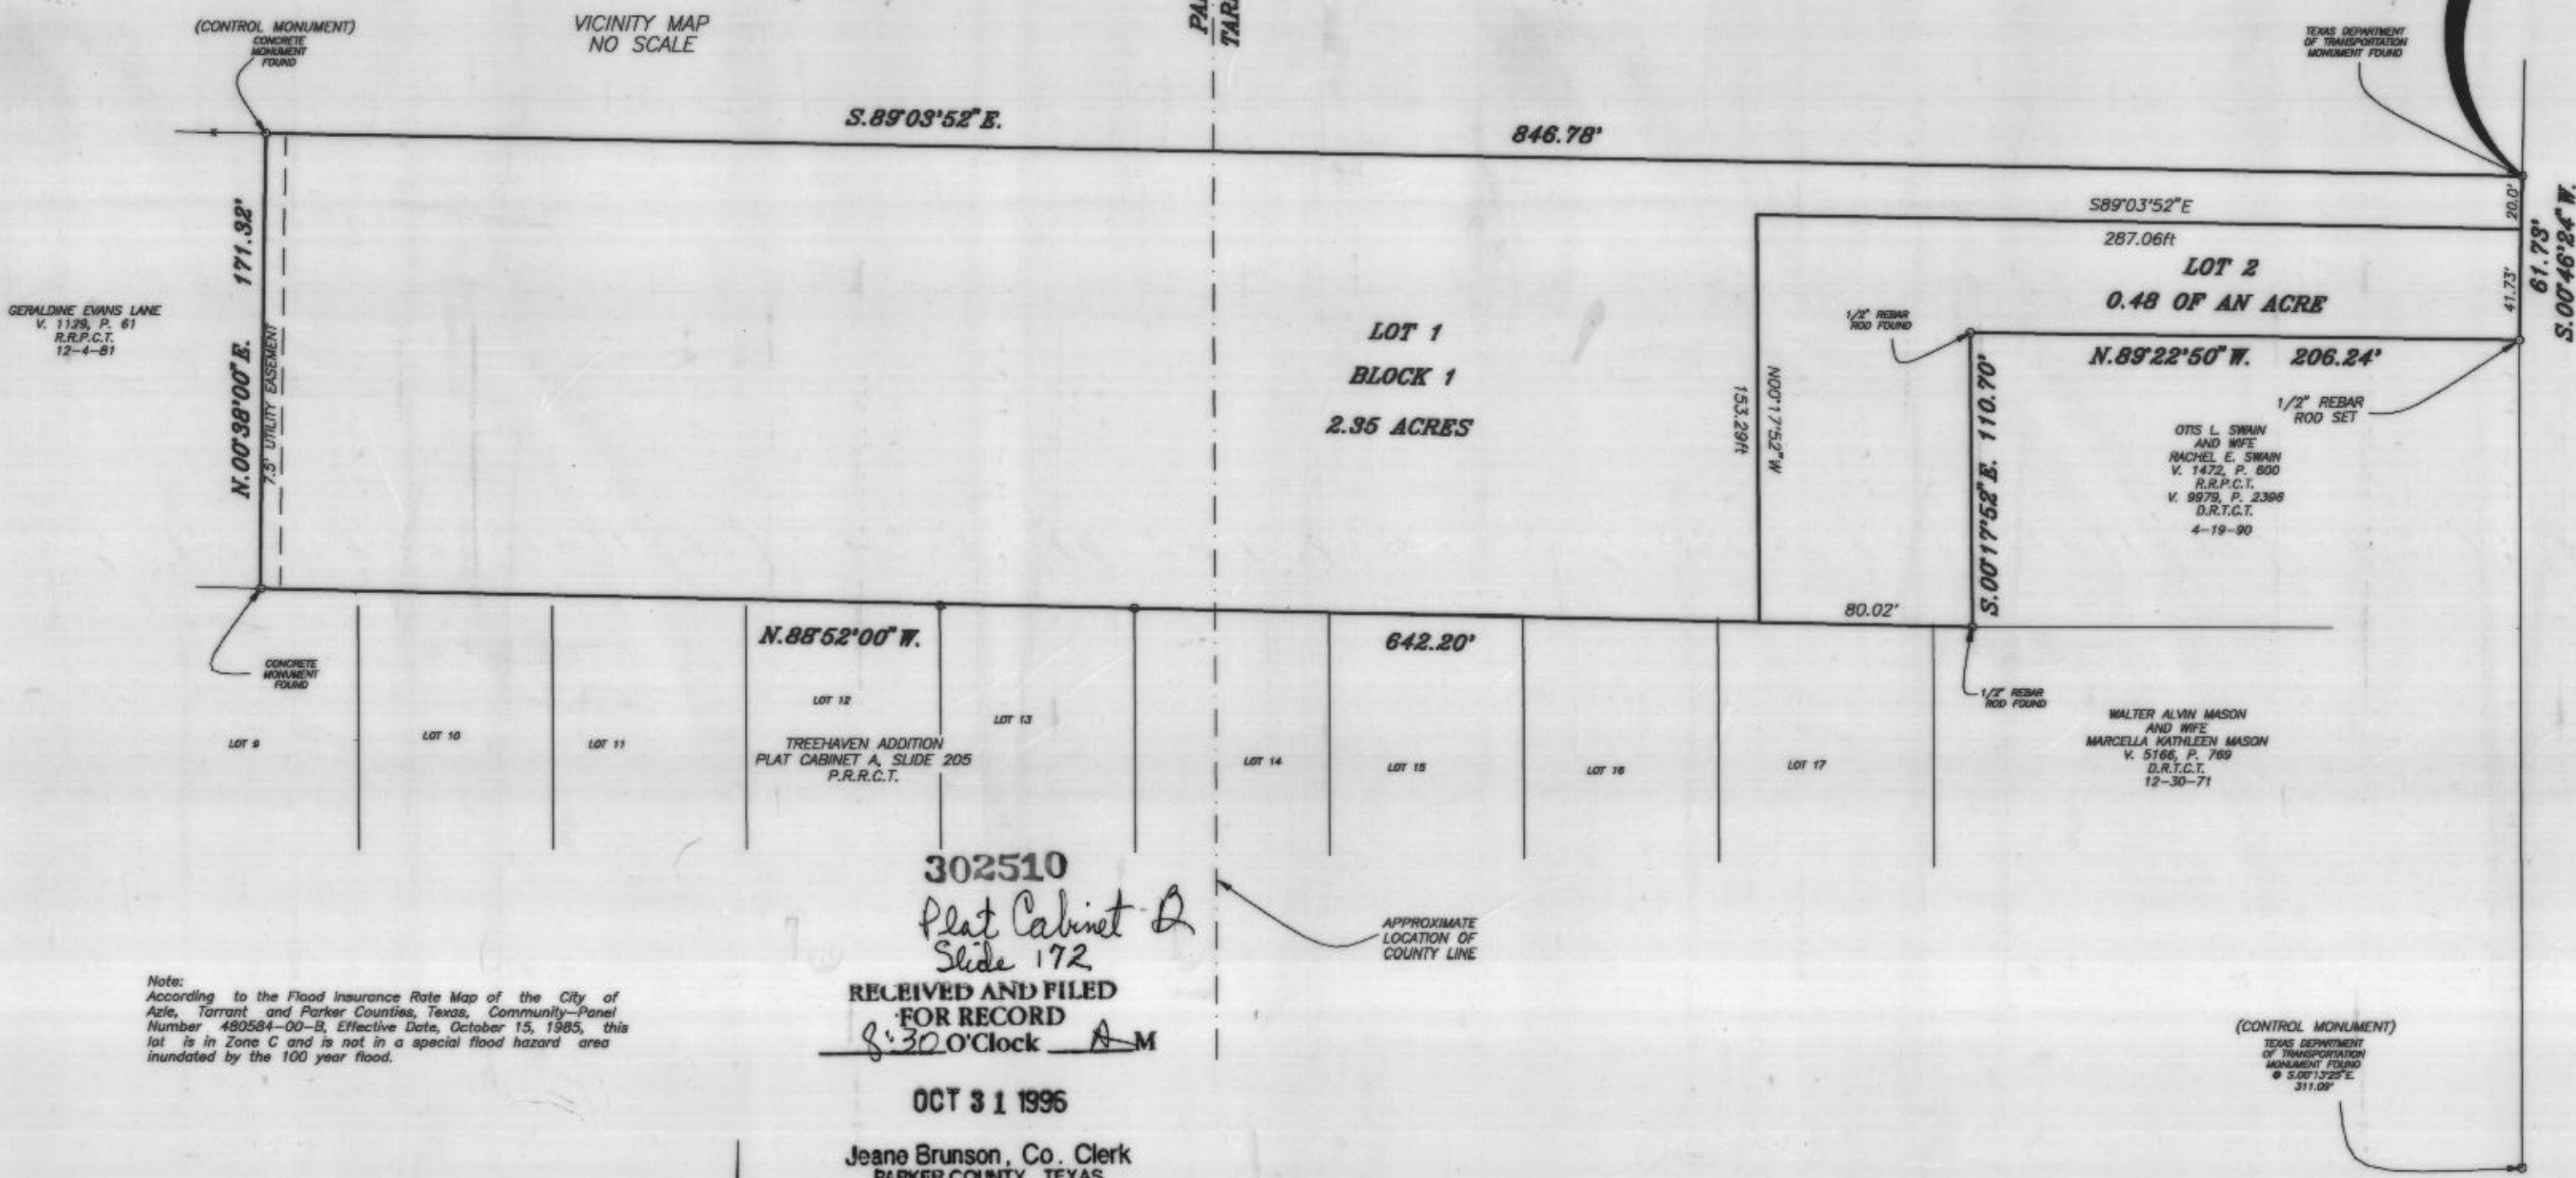 (CONTROL MONUMENT)
CONCRETE
MONUMENT
FOUND
VICINITY MAP
NO SCALE
TEXAS DEPARTMENT
OF TRANSPORTATION
MONUMENT FOUND
S.89°03'52"E.
846.78'
N.00°38'00"E. 171.32'
7.5' UTILITY EASEMENT
GERALDINE EVANS LANE
V. 1129, P. 61
R.R.P.C.T.
12-4-81
LOT 1
BLOCK 1
2.35 ACRES
S89°03'52"E
287.06ft
LOT 2
0.48 OF AN ACRE
20.0'
41.73'
61.73'
S.00°46'24"W.
N00°17'52"W
153.29ft
1/2" REBAR
ROD FOUND
N.89°22'50"W. 206.24'
S.00°17'52"E. 110.70'
1/2" REBAR
ROD SET
OTIS L. SWAIN
AND WIFE
RACHEL E. SWAIN
V. 1472, P. 600
R.R.P.C.T.
V. 9979, P. 2396
D.R.T.C.T.
4-19-90
80.02'
N.88°52'00"W.
642.20'
CONCRETE
MONUMENT
FOUND
1/2" REBAR
ROD FOUND
LOT 9
LOT 10
LOT 11
LOT 12
LOT 13
LOT 14
LOT 15
LOT 16
LOT 17
TREEHAVEN ADDITION
PLAT CABINET A, SLIDE 205
P.R.R.C.T.
WALTER ALVIN MASON
AND WIFE
MARCELLA KATHLEEN MASON
V. 5166, P. 769
D.R.T.C.T.
12-30-71
302510
Plat Cabinet B
Slide 172
RECEIVED AND FILED
FOR RECORD
8:30 O'Clock A M
OCT 31 1996
Jeane Brunson, Co. Clerk
PARKER COUNTY, TEXAS
APPROXIMATE
LOCATION OF
COUNTY LINE
Note:
According to the Flood Insurance Rate Map of the City of
Azle, Tarrant and Parker Counties, Texas, Community-Panel
Number 480584-00-B, Effective Date, October 15, 1985, this
lot is in Zone C and is not in a special flood hazard area
inundated by the 100 year flood.
(CONTROL MONUMENT)
TEXAS DEPARTMENT
OF TRANSPORTATION
MONUMENT FOUND
311.09'